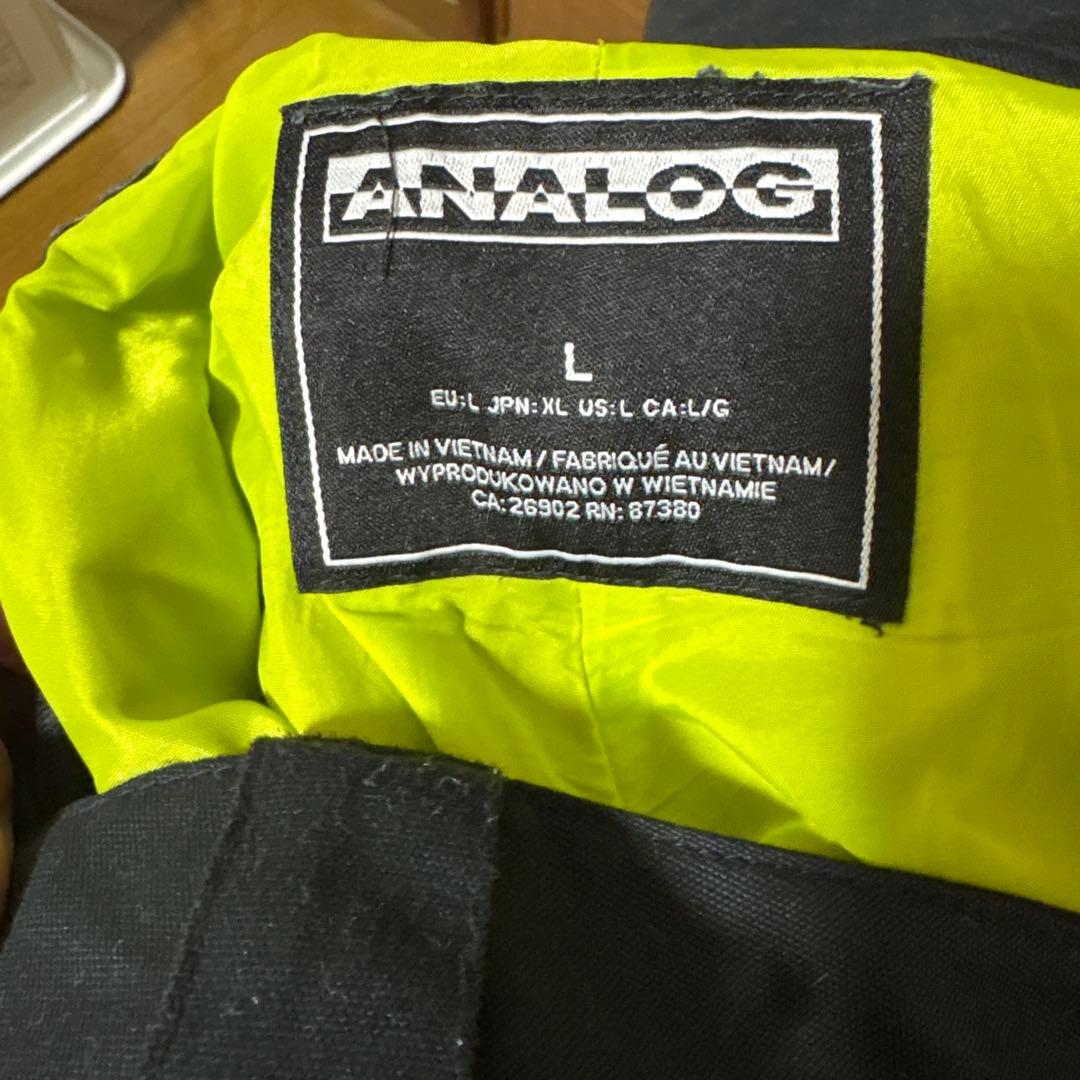 ANALOG
L
EU:L JPN:XL US:L CA:L/G
MADE IN VIETNAM / FABRIQUÉ AU VIETNAM /
WYPRODUKOWANO W WIETNAMIE
CA: 26902 RN: 87380